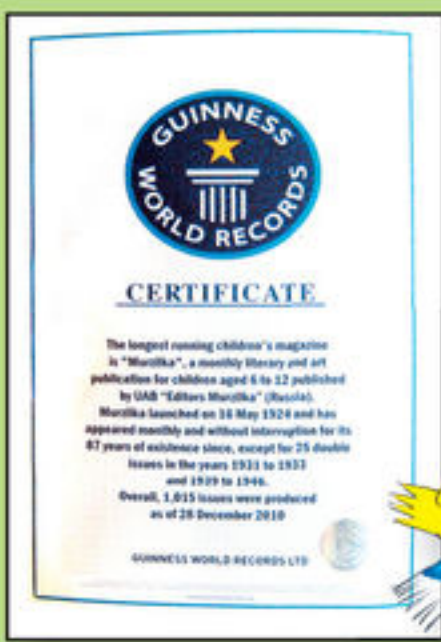 GUINNESS
WORLD RECORDS
CERTIFICATE
The longest running children's magazine
is "Murzilka", a monthly literary and art
publication for children aged 6 to 12 published
by UAB "Editors Murzilka" (Russia).
Murzilka launched on 16 May 1924 and has
appeared monthly and without interruption for its
87 years of existence since, except for 25 double
issues in the years 1931 to 1933
and 1939 to 1946.
Overall, 1,015 issues were produced
as of 28 December 2010
GUINNESS WORLD RECORDS LTD